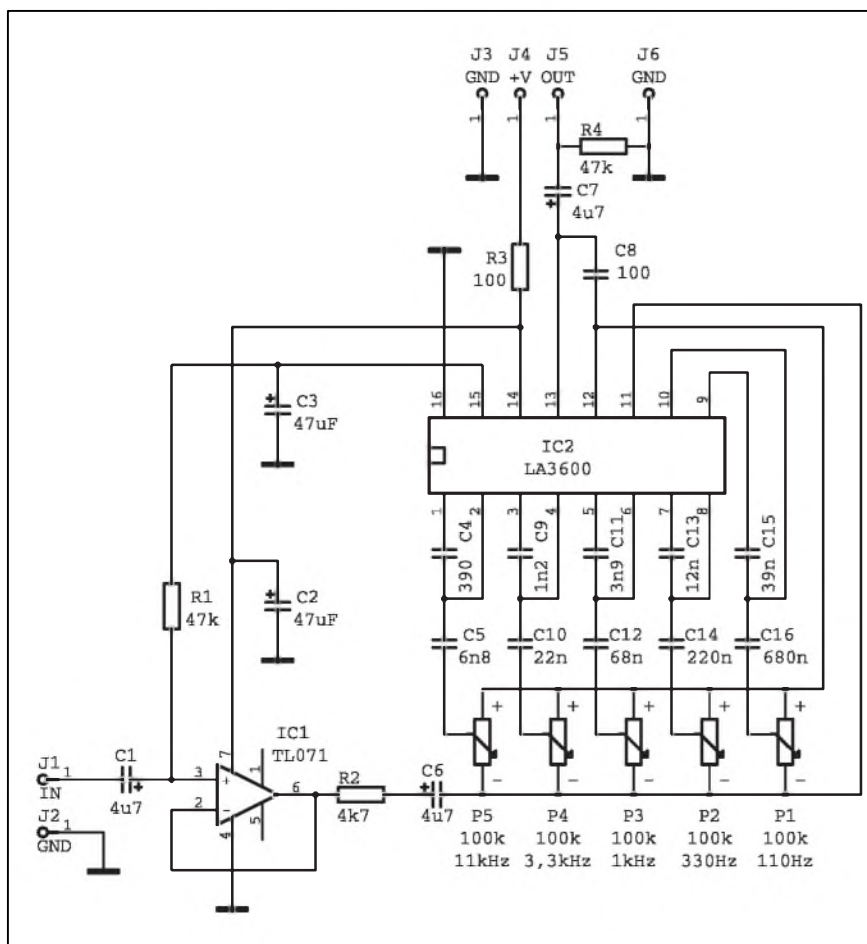 J3 J4 J5 J6
GND +V OUT GND
1 1 1 1
R4
47k
C7
+
4u7
R3
100
C8
100
16 15 14 13 12 11 10 9
+
C3
47uF
IC2
LA3600
1 2 3 4 5 6 7 8
C4
390
C9
1n2
C11
3n9
C13
12n
C15
39n
R1
47k
+
C2
47uF
C5
6n8
C10
22n
C12
68n
C14
220n
C16
680n
+ + + + +
- - - - -
IC1
TL071
J1
1
IN
C1
+
4u7
3
+
2
-
7
1
6
4
5
R2
4k7
C6
+
4u7
J2
1
GND
P5 P4 P3 P2 P1
100k 100k 100k 100k 100k
11kHz 3,3kHz 1kHz 330Hz 110Hz